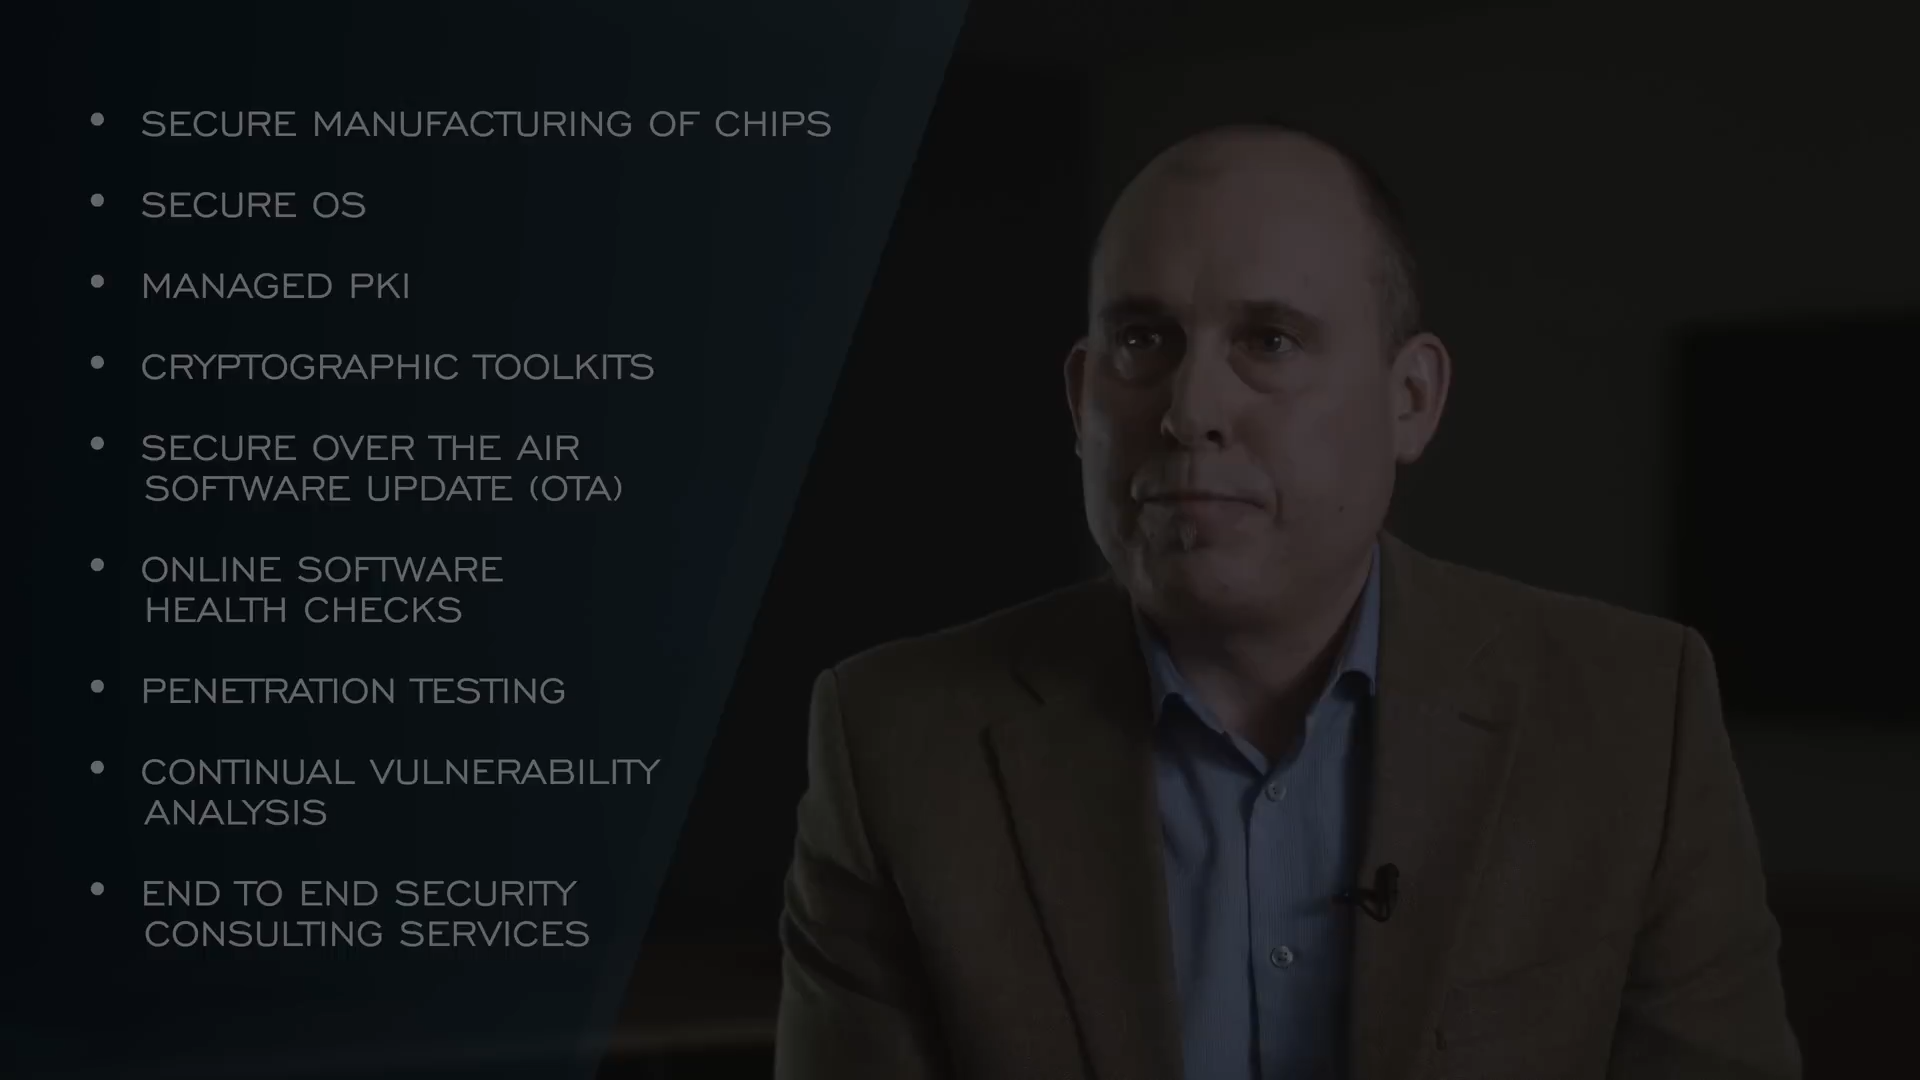 • SECURE MANUFACTURING OF CHIPS
• SECURE OS
• MANAGED PKI
• CRYPTOGRAPHIC TOOLKITS
• SECURE OVER THE AIR
SOFTWARE UPDATE (OTA)
• ONLINE SOFTWARE
HEALTH CHECKS
• PENETRATION TESTING
• CONTINUAL VULNERABILITY
ANALYSIS
• END TO END SECURITY
CONSULTING SERVICES